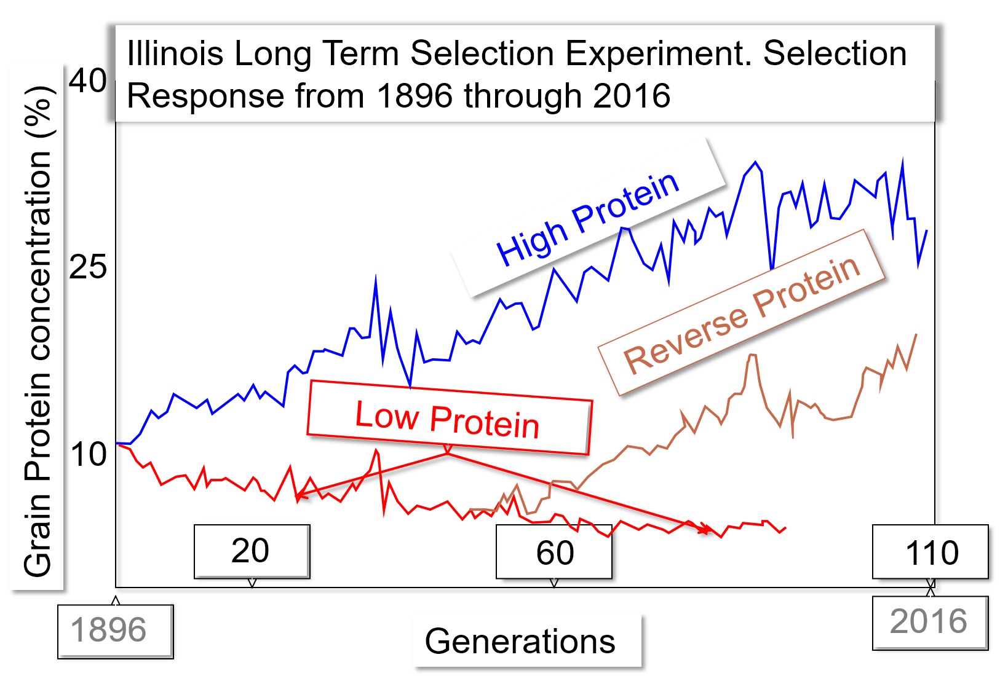 Illinois Long Term Selection Experiment. Selection
Response from 1896 through 2016
Grain Protein concentration (%)
40
25
10
High Protein
Reverse Protein
Low Protein
20
60
110
1896
2016
Generations